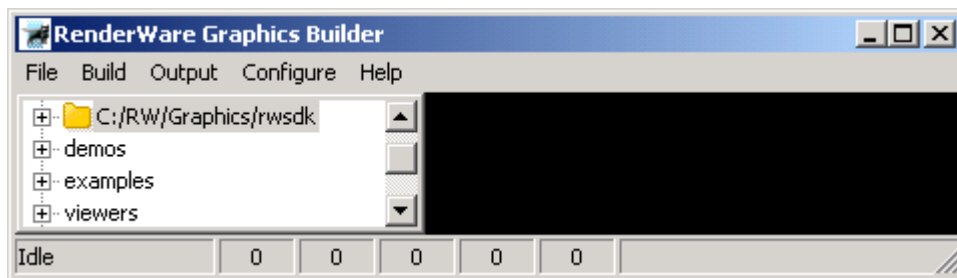 RenderWare Graphics Builder
File Build Output Configure Help
C:/RW/Graphics/rwsdk
demos
examples
viewers
Idle 0 0 0 0 0